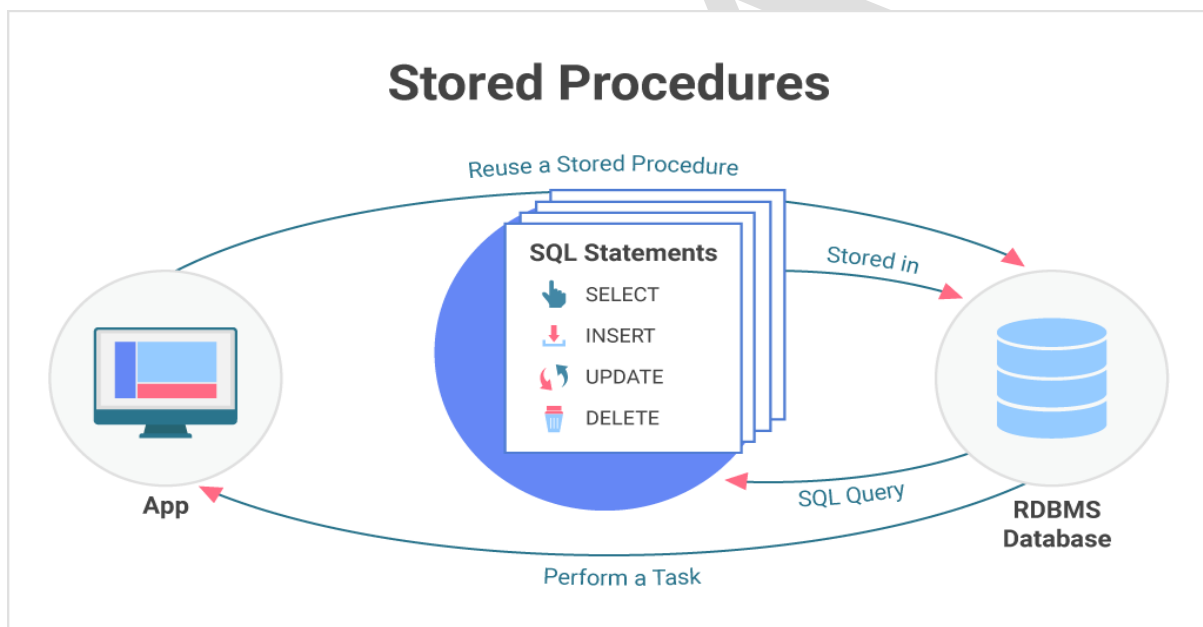 Stored Procedures
Reuse a Stored Procedure
SQL Statements
SELECT
INSERT
UPDATE
DELETE
Stored in
App
SQL Query
RDBMS
Database
Perform a Task